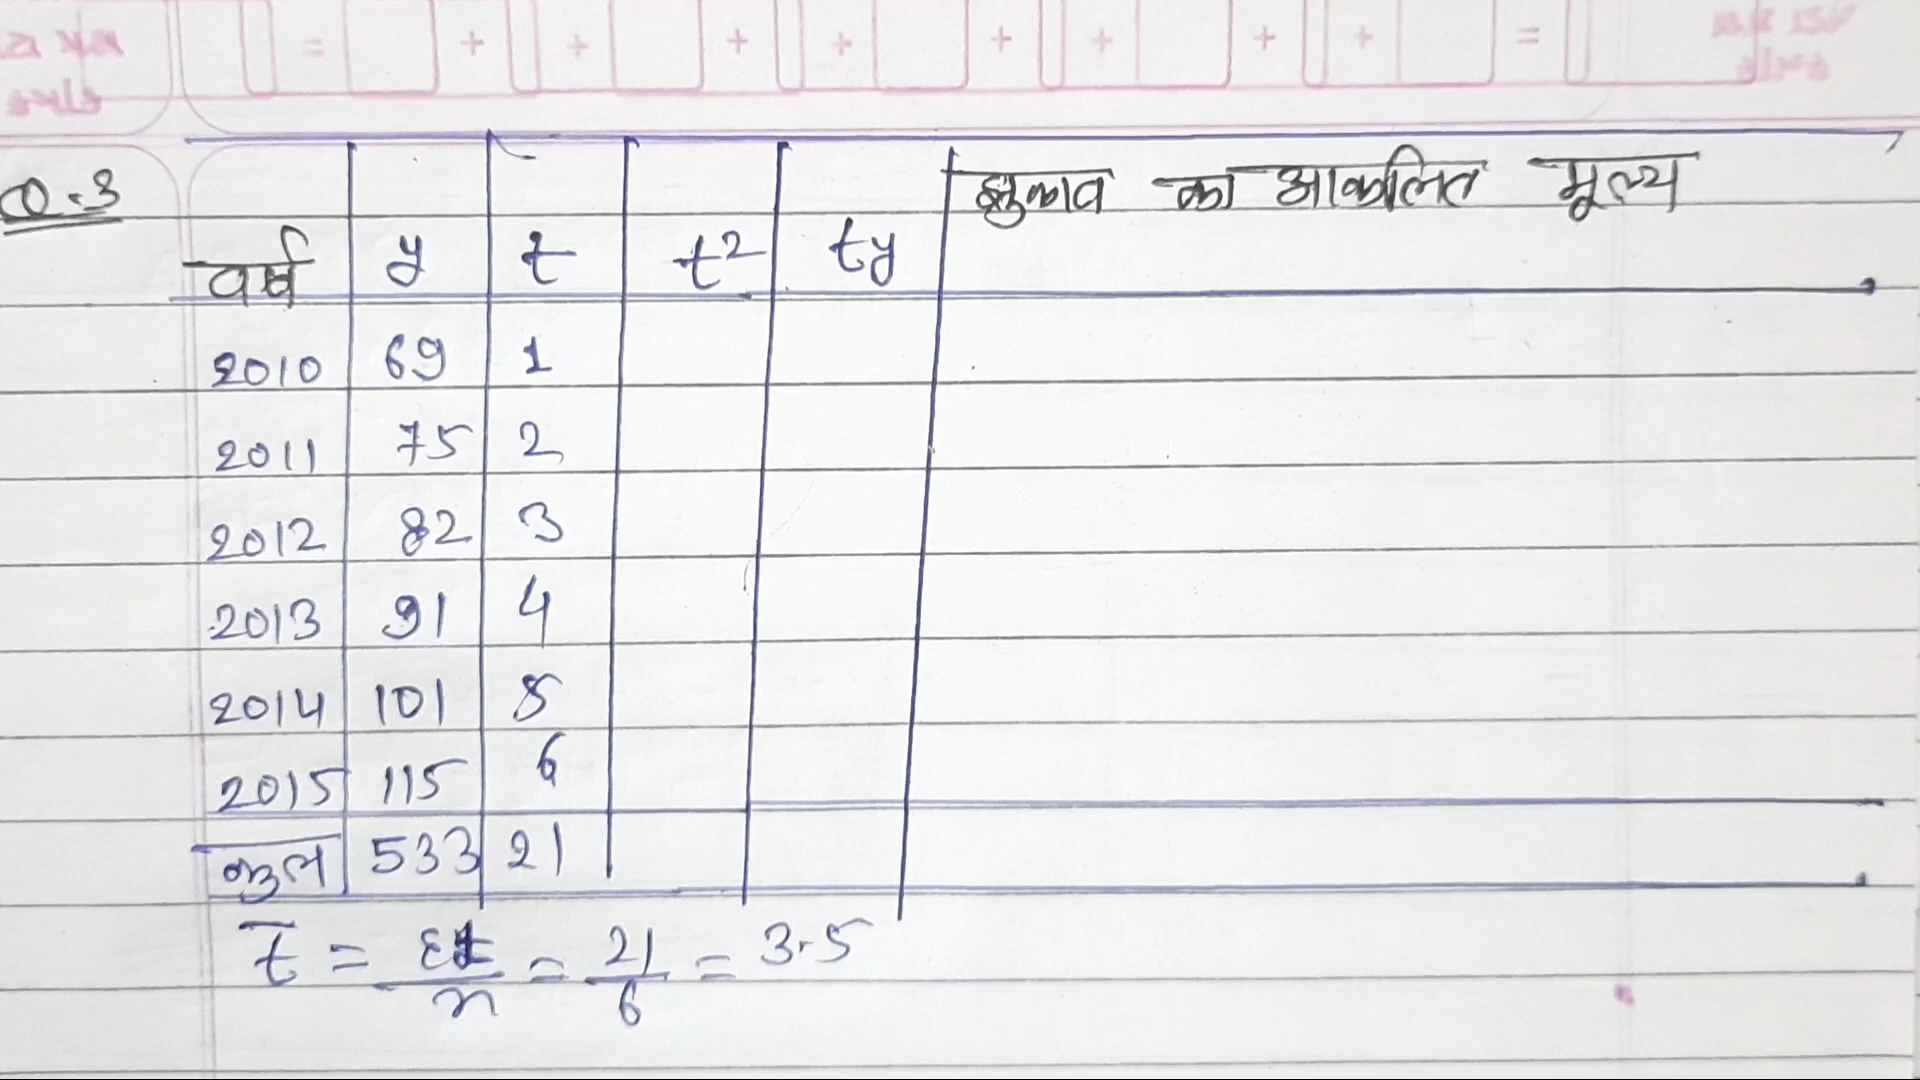 Q.3
झुकाव का आकलित मूल्य
वर्ष y t t² ty
2010 69 1
2011 75 2
2012 82 3
2013 91 4
2014 101 5
2015 115 6
कुल 533 21
t̄ = Σt/n = 21/6 = 3.5